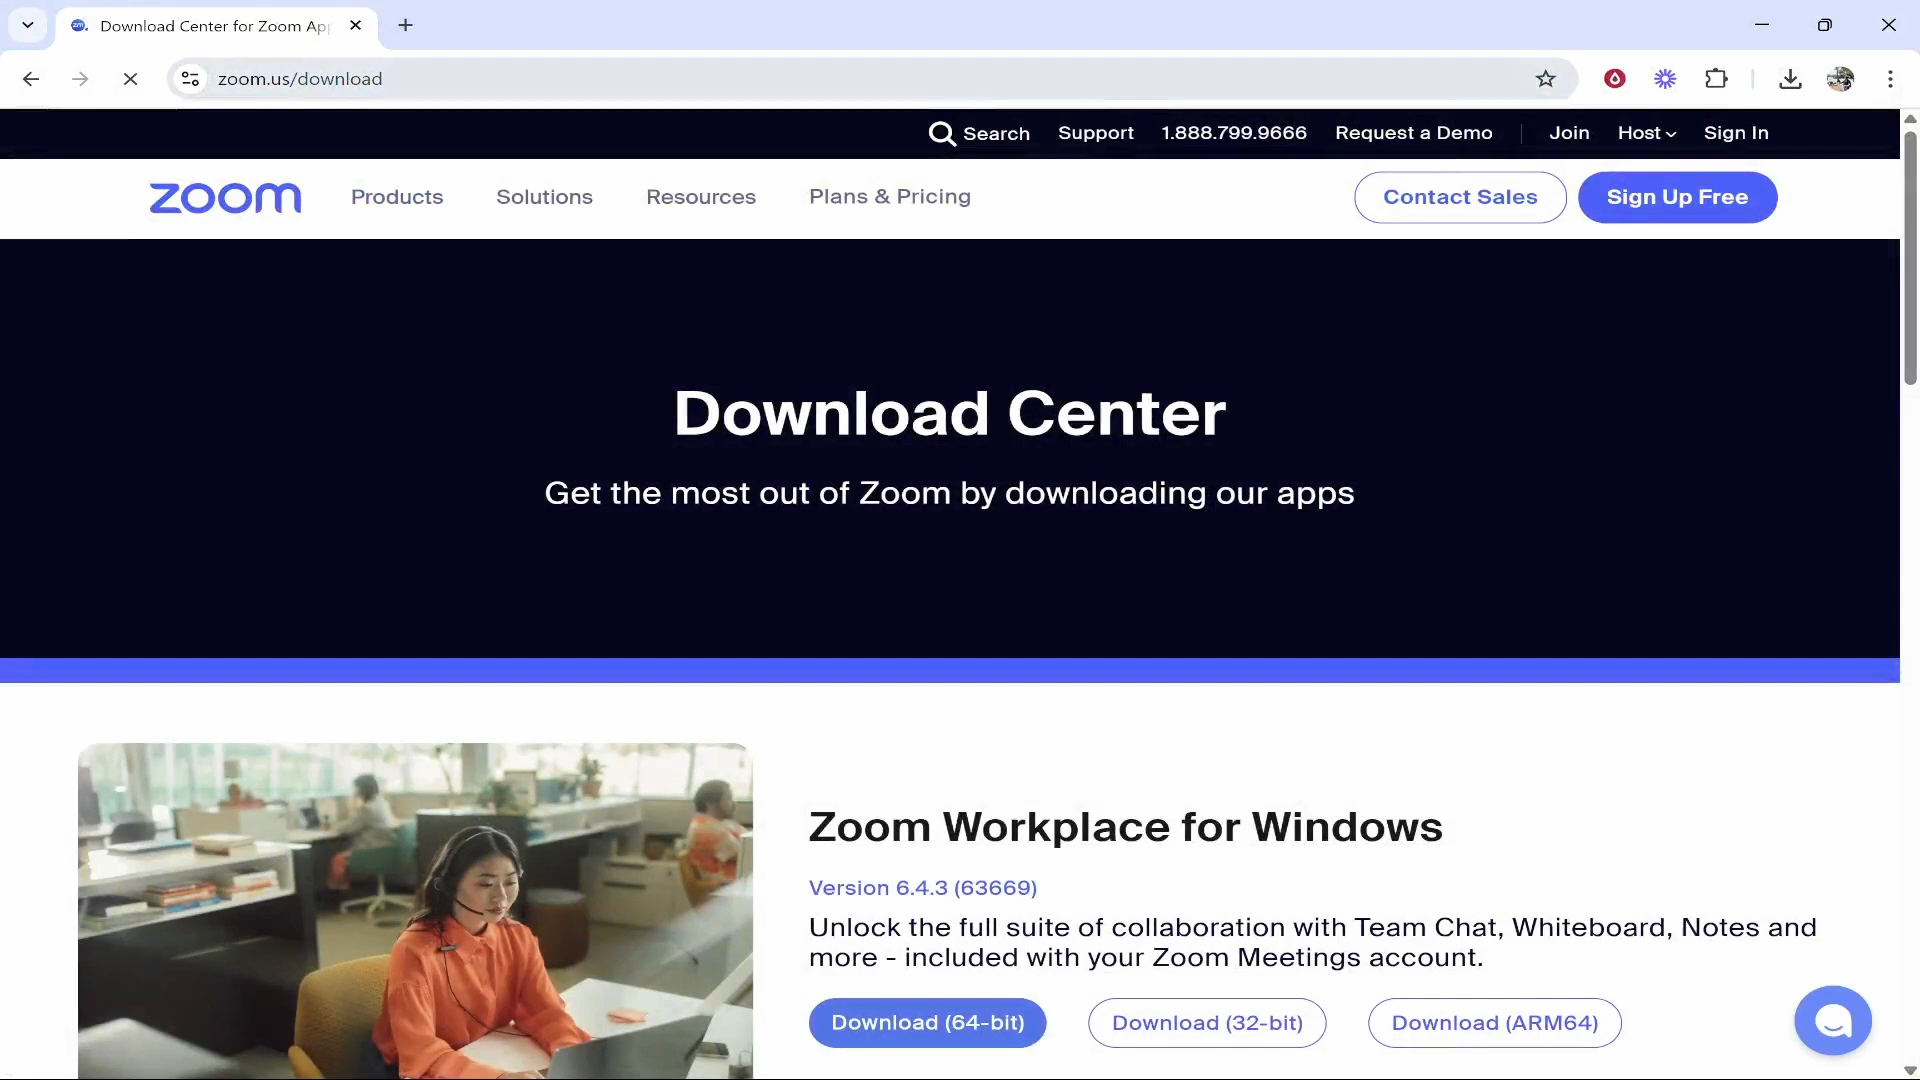 Download Center for Zoom Ap
zoom.us/download
Search Support 1.888.799.9666 Request a Demo Join Host Sign In
zoom Products Solutions Resources Plans & Pricing Contact Sales Sign Up Free
Download Center
Get the most out of Zoom by downloading our apps
Zoom Workplace for Windows
Version 6.4.3 (63669)
Unlock the full suite of collaboration with Team Chat, Whiteboard, Notes and
more - included with your Zoom Meetings account.
Download (64-bit) Download (32-bit) Download (ARM64)